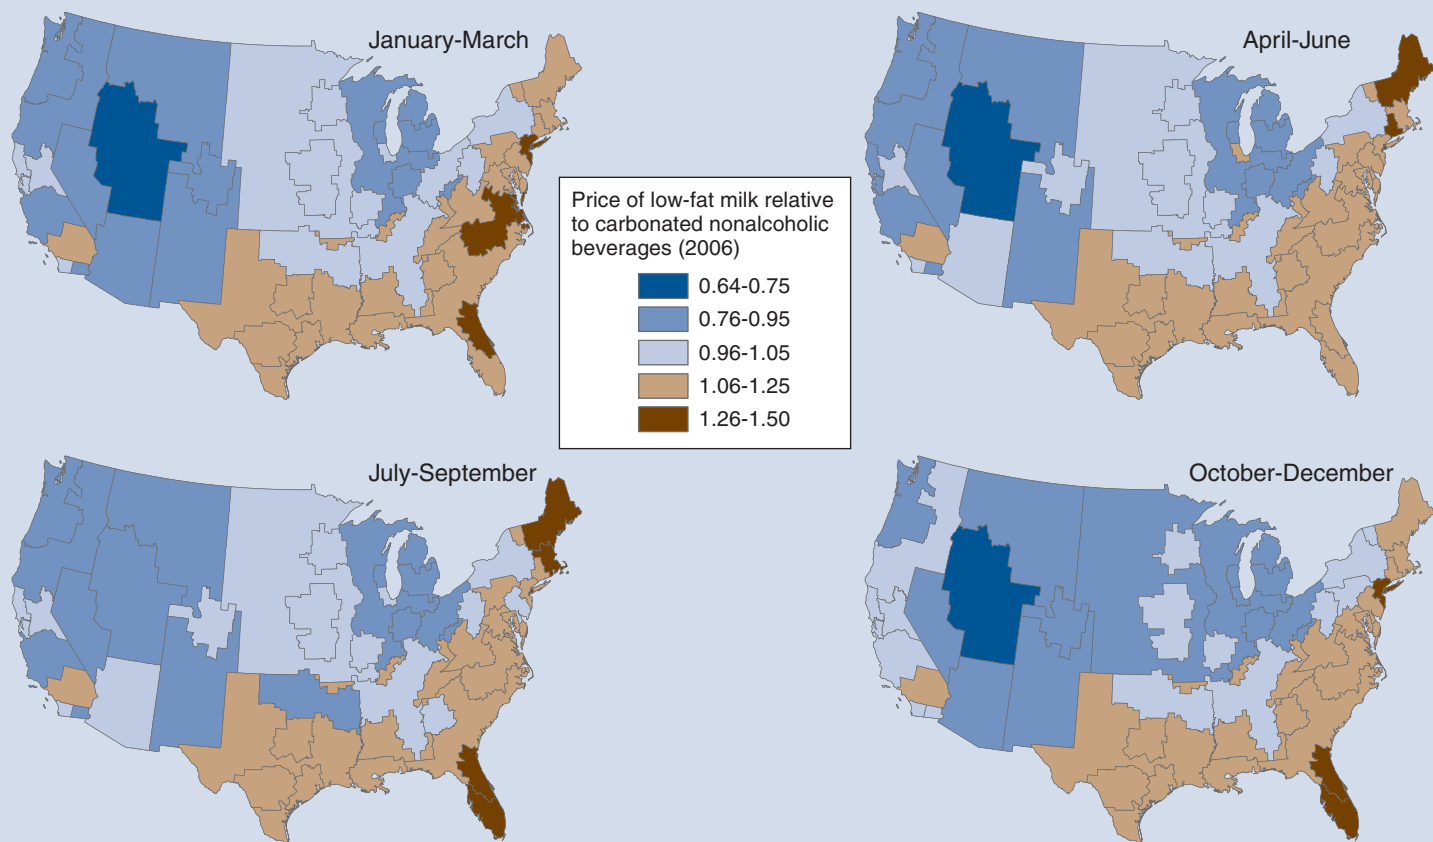 January-March
April-June
Price of low-fat milk relative
to carbonated nonalcoholic
beverages (2006)
0.64-0.75
0.76-0.95
0.96-1.05
1.06-1.25
1.26-1.50
July-September
October-December